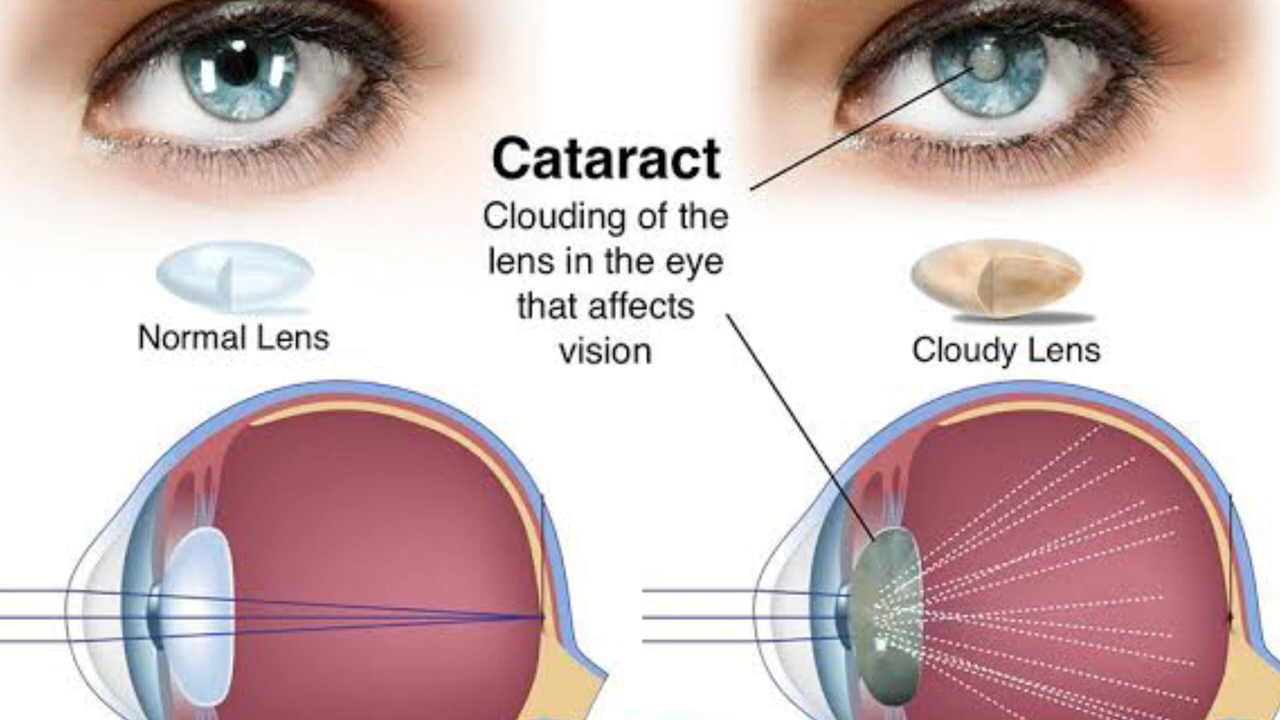 Cataract
Clouding of the
lens in the eye
that affects
vision
Normal Lens
Cloudy Lens